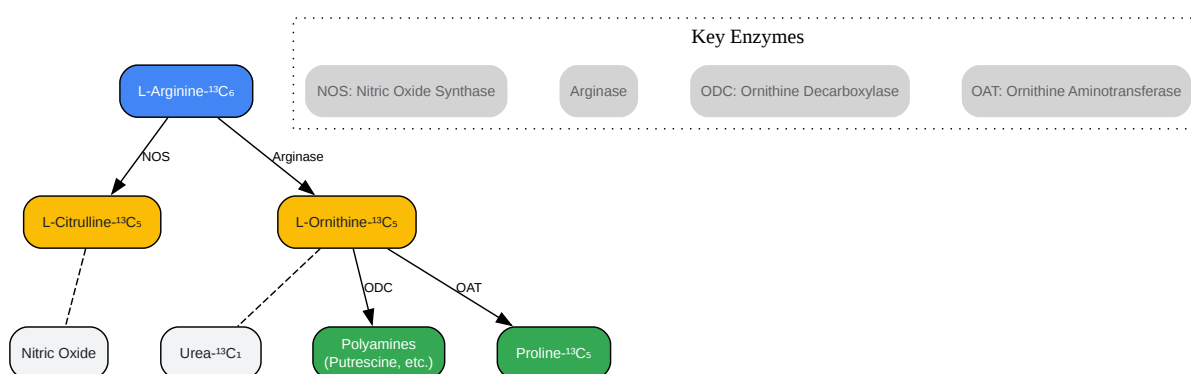 Key Enzymes
L-Arginine-¹³C₆
NOS: Nitric Oxide Synthase
Arginase
ODC: Ornithine Decarboxylase
OAT: Ornithine Aminotransferase
NOS
Arginase
L-Citrulline-¹³C₅
L-Ornithine-¹³C₅
ODC
OAT
Nitric Oxide
Urea-¹³C₁
Polyamines
(Putrescine, etc.)
Proline-¹³C₅